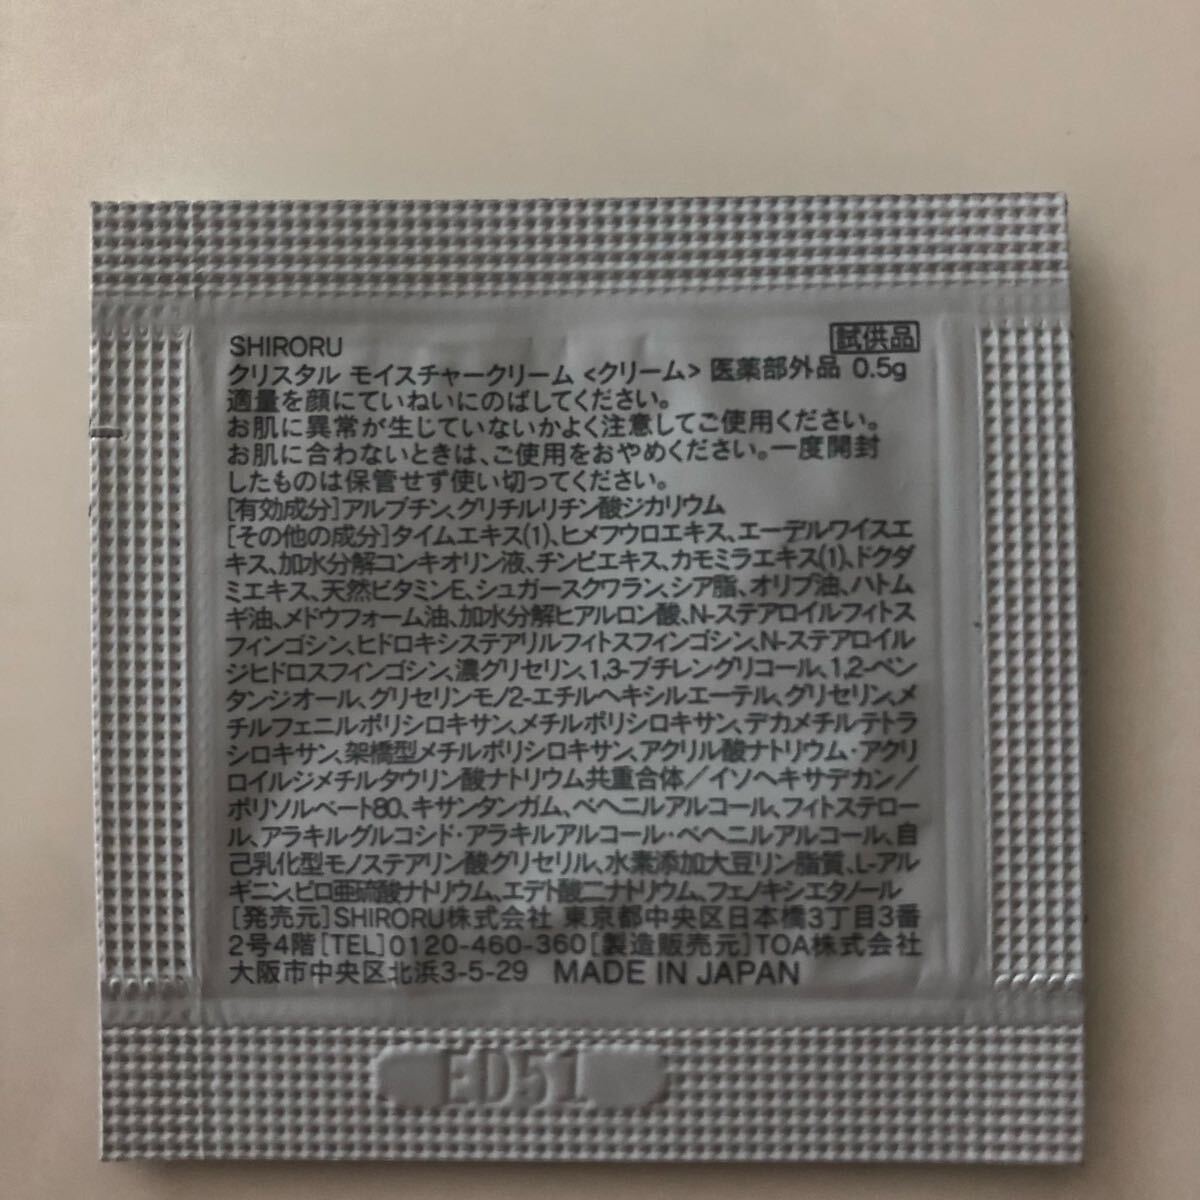 SHIRORU 試供品
クリスタル モイスチャークリーム <クリーム> 医薬部外品 0.5g
適量を顔にていねいにのばしてください。
お肌に異常が生じていないかよく注意してご使用ください。
お肌に合わないときは、ご使用をおやめください。一度開封
したものは保管せず使い切ってください。
[有効成分]アルブチン、グリチルリチン酸ジカリウム
[その他の成分]タイムエキス(1)、ヒメフウロエキス、エーデルワイスエ
キス、加水分解コンキオリン液、チンピエキス、カモミラエキス(1)、ドクダ
ミエキス、天然ビタミンE、シュガースクワラン、シア脂、オリブ油、ハトム
ギ油、メドウフォーム油、加水分解ヒアルロン酸、N-ステアロイルフィトス
フィンゴシン、ヒドロキシステアリルフィトスフィンゴシン、N-ステアロイル
ジヒドロスフィンゴシン、濃グリセリン、1,3-ブチレングリコール、1,2-ペン
タンジオール、グリセリンモノ2-エチルヘキシルエーテル、グリセリン、メ
チルフェニルポリシロキサン、メチルポリシロキサン、デカメチルテトラ
シロキサン、架橋型メチルポリシロキサン、アクリル酸ナトリウム・アクリ
ロイルジメチルタウリン酸ナトリウム共重合体/イソヘキサデカン/
ポリソルベート80、キサンタンガム、ベヘニルアルコール、フィトステロー
ル、アラキルグルコシド・アラキルアルコール・ベヘニルアルコール、自
己乳化型モノステアリン酸グリセリル、水素添加大豆リン脂質、L-アル
ギニン、ピロ亜硫酸ナトリウム、エデト酸二ナトリウム、フェノキシエタノール
[発売元]SHIRORU株式会社 東京都中央区日本橋3丁目3番
2号4階[TEL]0120-460-360[製造販売元]TOA株式会社
大阪市中央区北浜3-5-29 MADE IN JAPAN
ED51